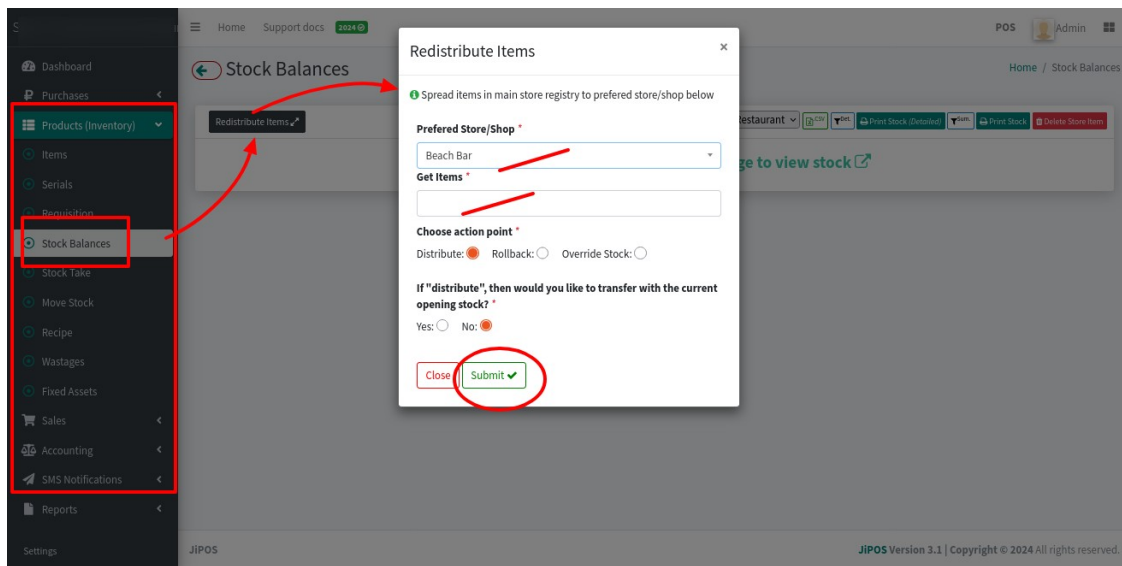 S
Home Support docs 2024
POS Admin
Dashboard
Purchases
Products (Inventory)
Items
Serials
Requisition
Stock Balances
Stock Take
Move Stock
Recipe
Wastages
Fixed Assets
Sales
Accounting
SMS Notifications
Reports
Settings
Stock Balances
Home / Stock Balances
Redistribute Items
estaurant CSV Det. Print Stock (Detailed) Sum. Print Stock Delete Store Item
ge to view stock
Redistribute Items ×
Spread items in main store registry to prefered store/shop below
Prefered Store/Shop *
Beach Bar
Get Items *
Choose action point *
Distribute: Rollback: Override Stock:
If "distribute", then would you like to transfer with the current
opening stock? *
Yes: No:
Close Submit
JiPOS
JiPOS Version 3.1 | Copyright © 2024 All rights reserved.